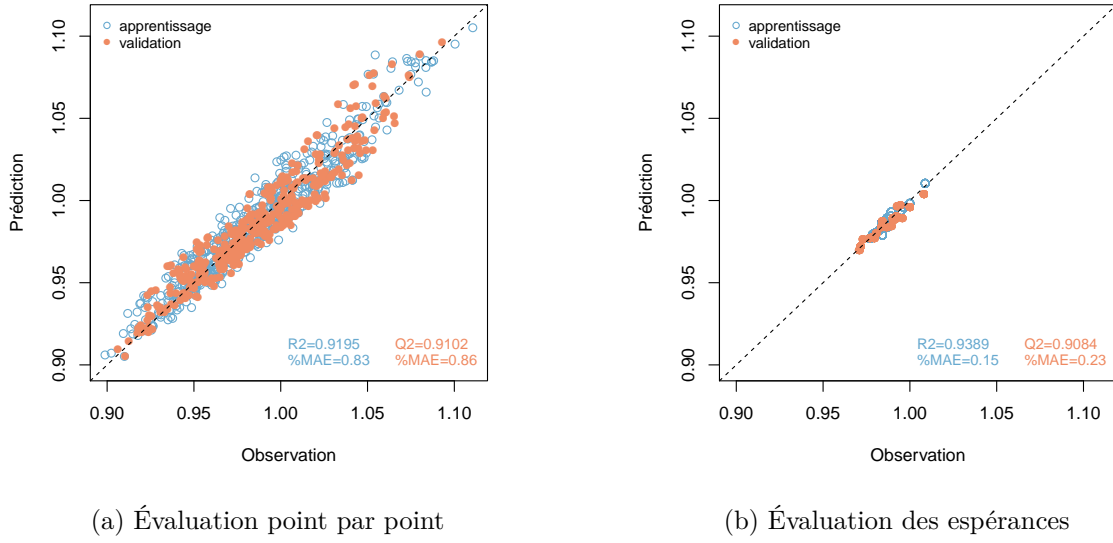 apprentissage
validation
Prédiction
1.10
1.05
1.00
0.95
0.90
R2=0.9195 Q2=0.9102
%MAE=0.83 %MAE=0.86
0.90 0.95 1.00 1.05 1.10
Observation
(a) Évaluation point par point
apprentissage
validation
Prédiction
1.10
1.05
1.00
0.95
0.90
R2=0.9389 Q2=0.9084
%MAE=0.15 %MAE=0.23
0.90 0.95 1.00 1.05 1.10
Observation
(b) Évaluation des espérances